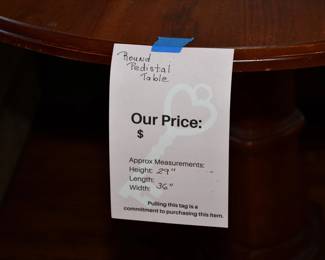 Round
Pedistal
Table
Our Price:
$
Approx Measurements:
Height: 29"
Length:
Width: 36"
Pulling this tag is a
commitment to purchasing this item.